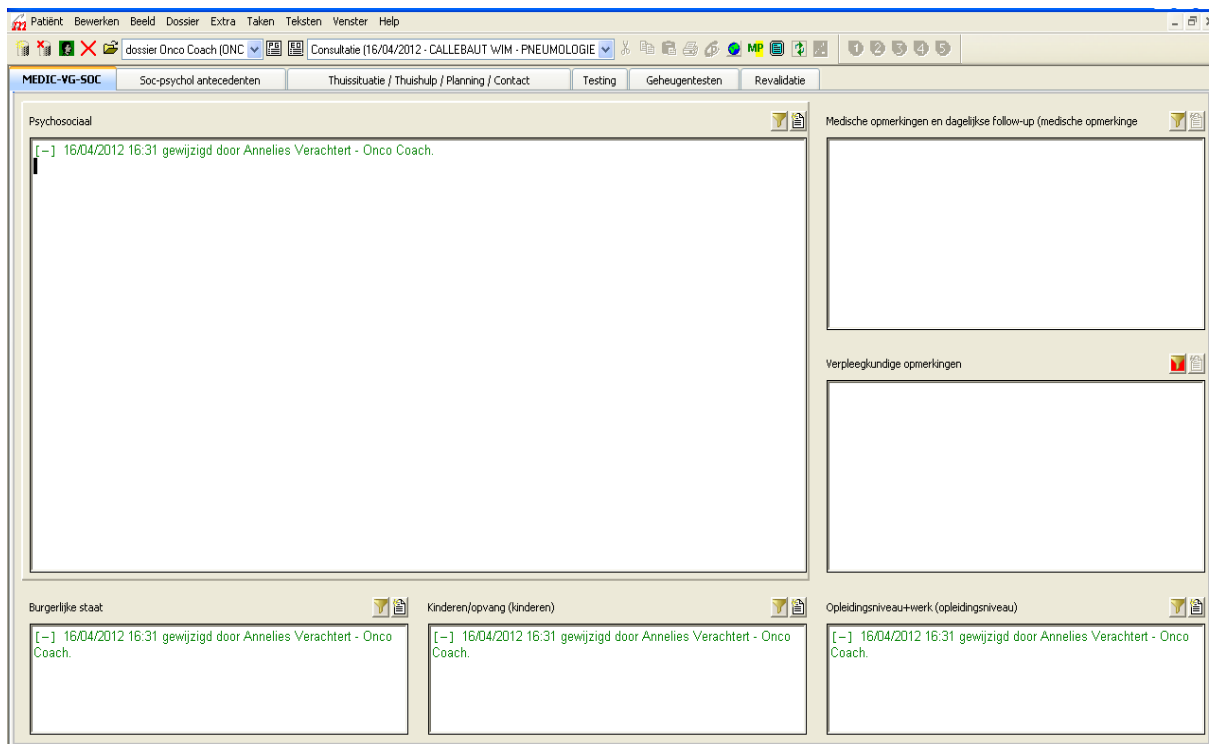 Patiënt Bewerken Beeld Dossier Extra Taken Teksten Venster Help
dossier Onco Coach (ONC Consultatie (16/04/2012 - CALLEBAUT WIM - PNEUMOLOGIE MP 1 2 3 4 5
MEDIC-VG-SOC Soc-psychol antecedenten Thuissituatie / Thuishulp / Planning / Contact Testing Geheugentesten Revalidatie
Psychosociaal
[-] 16/04/2012 16:31 gewijzigd door Annelies Verachtert - Onco Coach.
Medische opmerkingen en dagelijkse follow-up (medische opmerkinge
Verpleegkundige opmerkingen
Burgerlijke staat
[-] 16/04/2012 16:31 gewijzigd door Annelies Verachtert - Onco
Coach.
Kinderen/opvang (kinderen)
[-] 16/04/2012 16:31 gewijzigd door Annelies Verachtert - Onco
Coach.
Opleidingsniveau+werk (opleidingsniveau)
[-] 16/04/2012 16:31 gewijzigd door Annelies Verachtert - Onco
Coach.